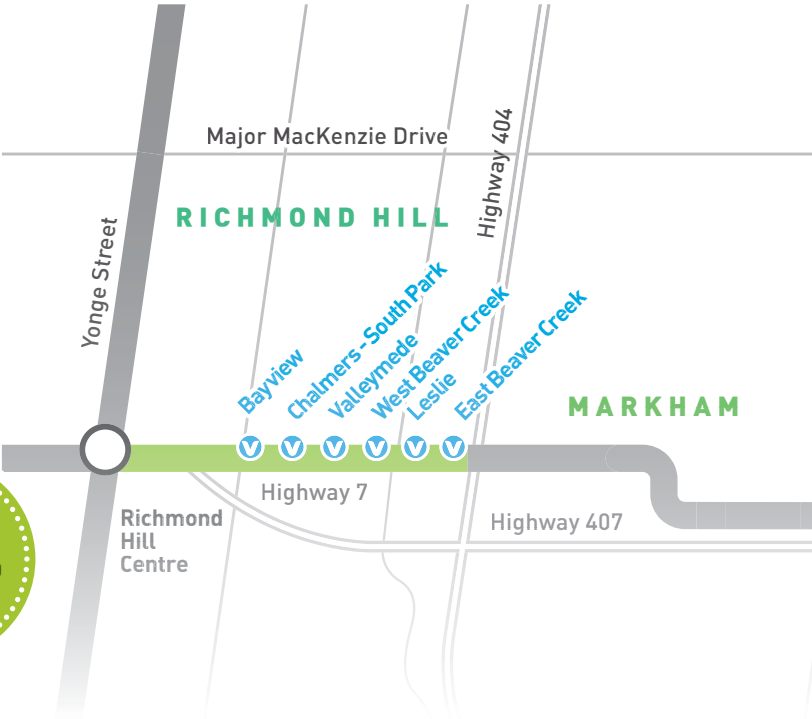 Major MacKenzie Drive
Highway 404
RICHMOND HILL
Yonge Street
Bayview
Chalmers - South Park
Valleymede
West Beaver Creek
Leslie
East Beaver Creek
MARKHAM
V V V V V V
Highway 7
Richmond
Hill
Centre
Highway 407